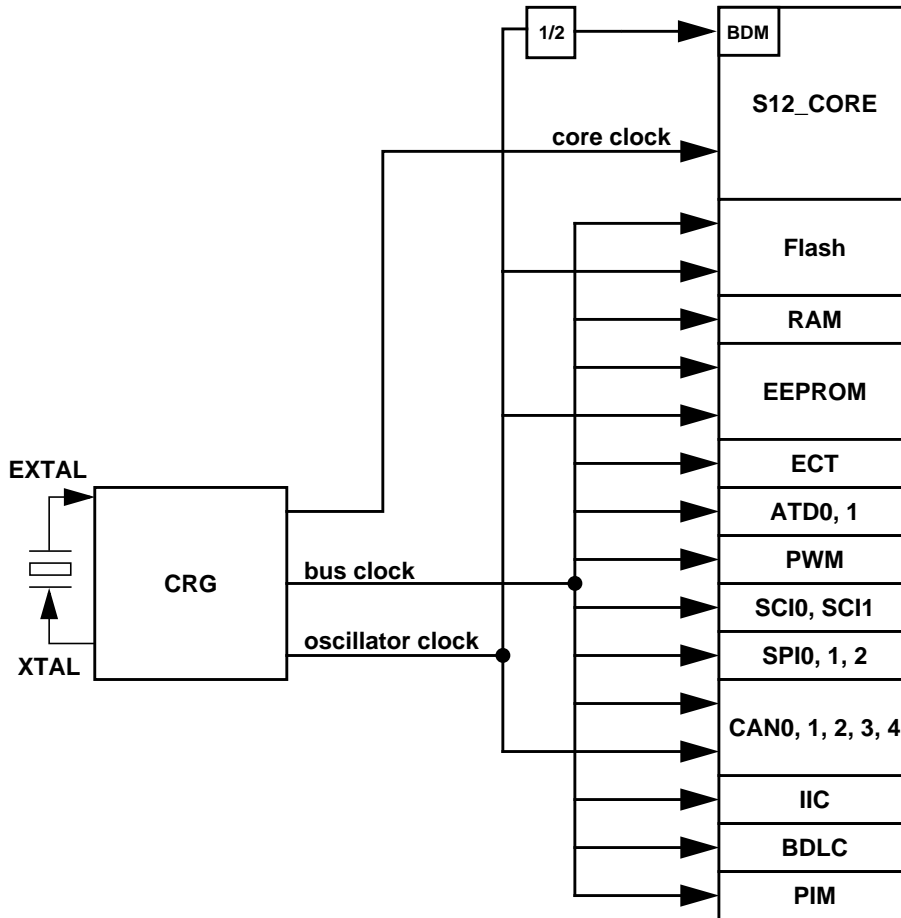 1/2
BDM
S12_CORE
core clock
Flash
RAM
EEPROM
ECT
EXTAL
ATD0, 1
PWM
bus clock
CRG
SCI0, SCI1
oscillator clock
SPI0, 1, 2
XTAL
CAN0, 1, 2, 3, 4
IIC
BDLC
PIM